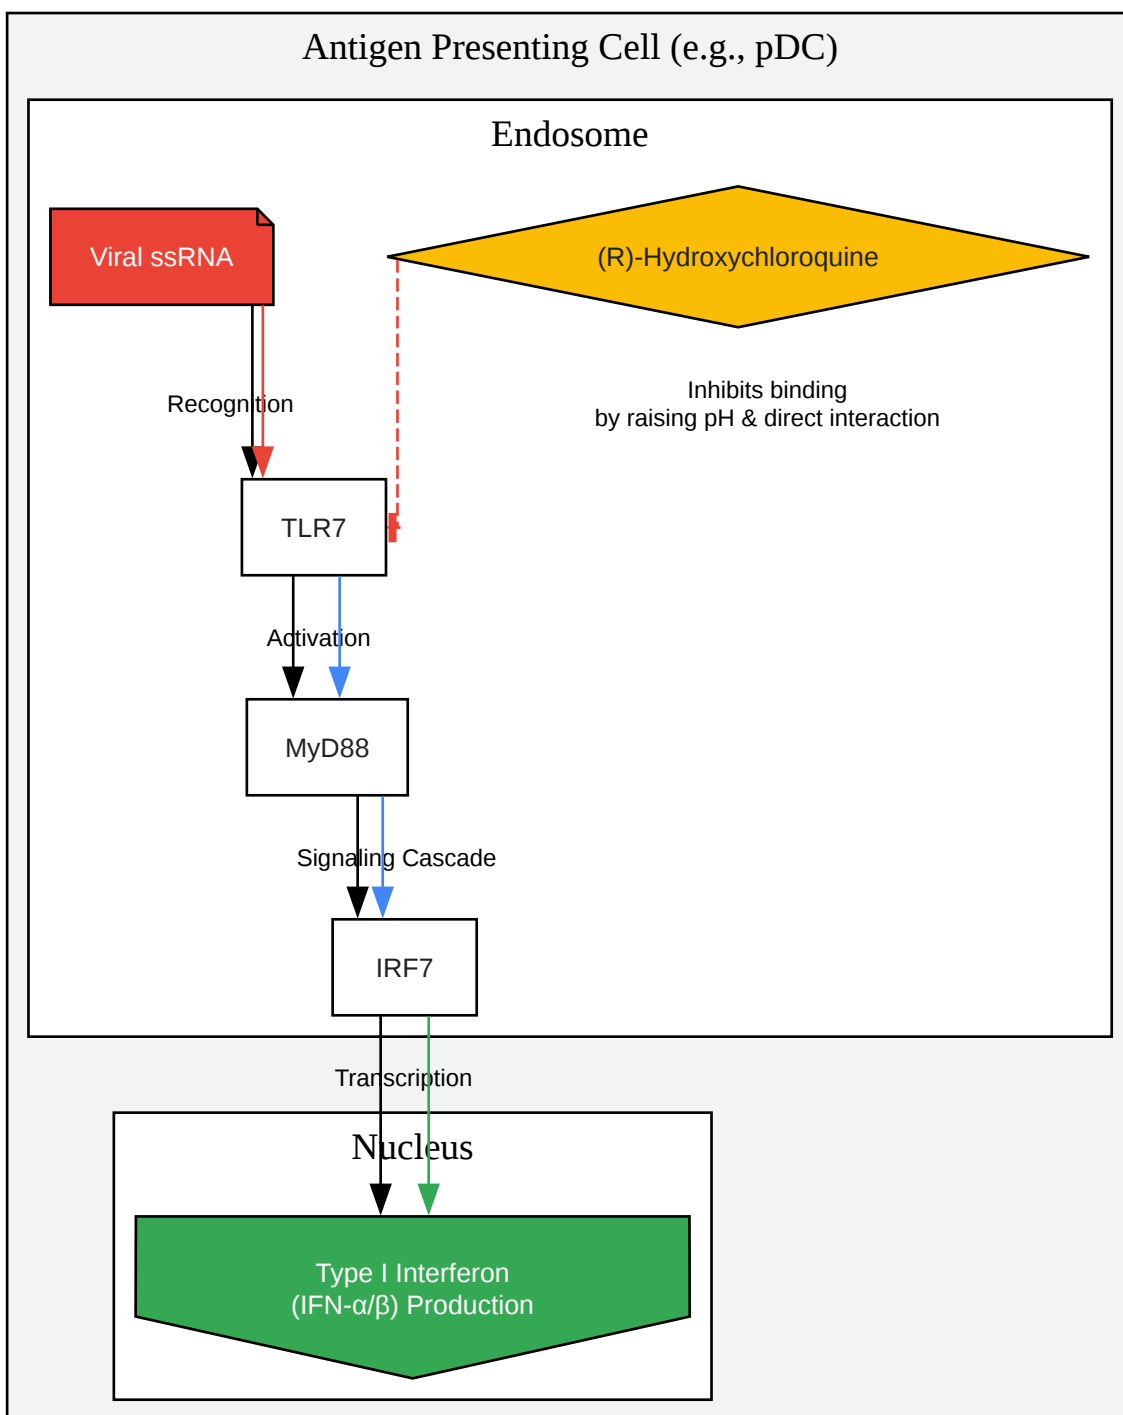 Antigen Presenting Cell (e.g., pDC)
Endosome
Viral ssRNA
(R)-Hydroxychloroquine
Inhibits binding
by raising pH & direct interaction
Recognition
TLR7
Activation
MyD88
Signaling Cascade
IRF7
Transcription
Nucleus
Type I Interferon
(IFN-α/β) Production